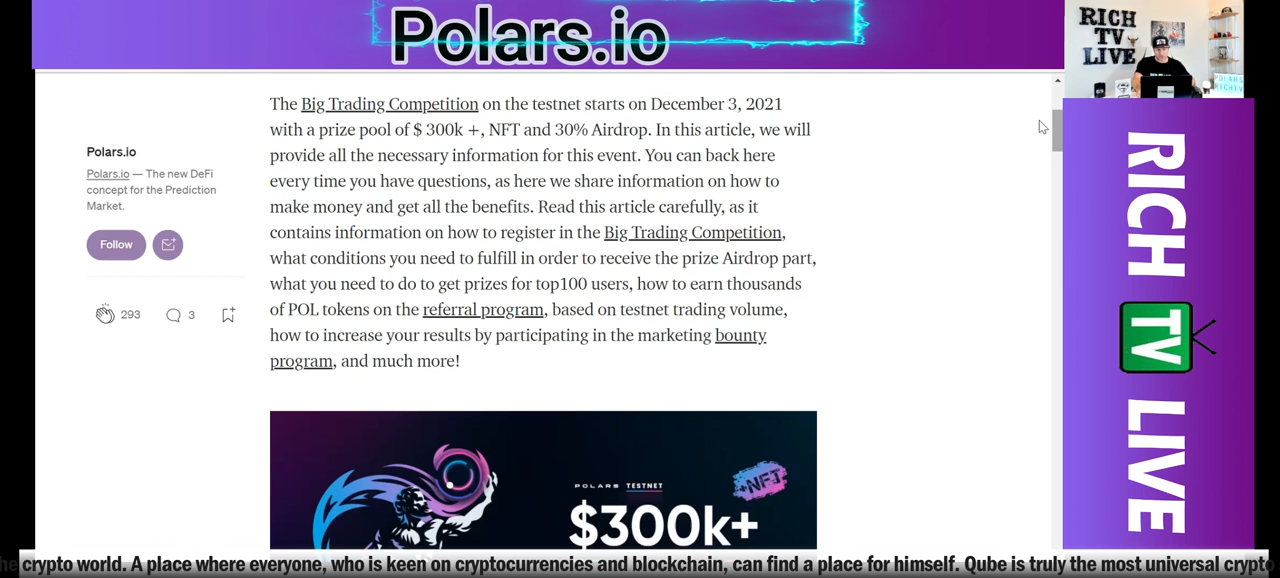 Polars.io
RICH
TV
LIVE
The Big Trading Competition on the testnet starts on December 3, 2021
with a prize pool of $ 300k +, NFT and 30% Airdrop. In this article, we will
provide all the necessary information for this event. You can back here
every time you have questions, as here we share information on how to
make money and get all the benefits. Read this article carefully, as it
contains information on how to register in the Big Trading Competition,
what conditions you need to fulfill in order to receive the prize Airdrop part,
what you need to do to get prizes for top100 users, how to earn thousands
of POL tokens on the referral program, based on testnet trading volume,
how to increase your results by participating in the marketing bounty
program, and much more!
Polars.io
Polars.io — The new DeFi
concept for the Prediction
Market.
Follow
293
3
POLARS TESTNET
+NFT
$300k+
RICH TV LIVE
crypto world. A place where everyone, who is keen on cryptocurrencies and blockchain, can find a place for himself. Qube is truly the most universal crypt